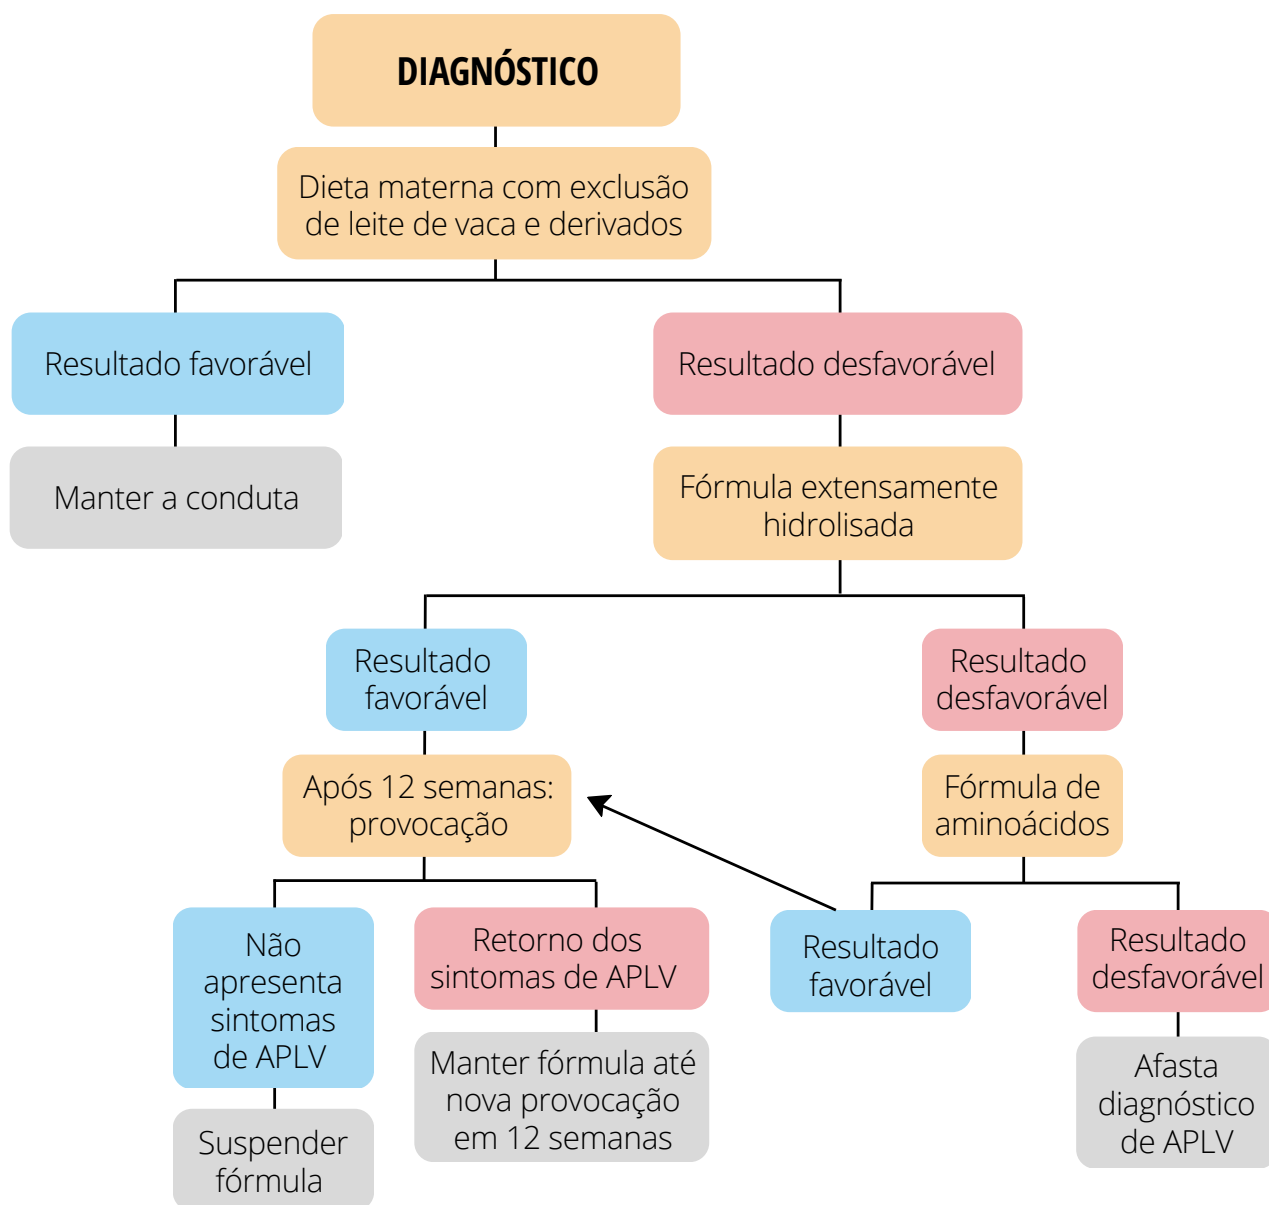 DIAGNÓSTICO
Dieta materna com exclusão
de leite de vaca e derivados
Resultado favorável
Resultado desfavorável
Manter a conduta
Fórmula extensamente
hidrolisada
Resultado
favorável
Resultado
desfavorável
Após 12 semanas:
provocação
Fórmula de
aminoácidos
Não
apresenta
sintomas
de APLV
Retorno dos
sintomas de APLV
Resultado
favorável
Resultado
desfavorável
Suspender
fórmula
Manter fórmula até
nova provocação
em 12 semanas
Afasta
diagnóstico
de APLV